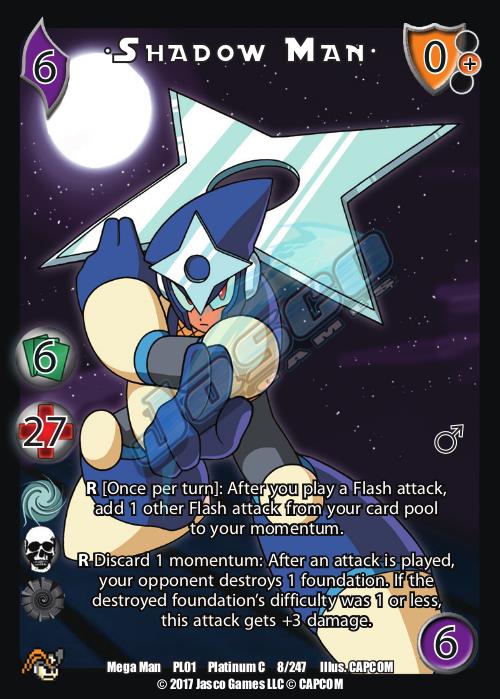 ·SHADOW MAN·
6
0
+
6
27
JASCO
GAMES
R [Once per turn]: After you play a Flash attack,
add 1 other Flash attack from your card pool
to your momentum.
R Discard 1 momentum: After an attack is played,
your opponent destroys 1 foundation. If the
destroyed foundation's difficulty was 1 or less,
this attack gets +3 damage.
6
Mega Man PL01 Platinum C 8/247 Illus. CAPCOM
© 2017 Jasco Games LLC © CAPCOM